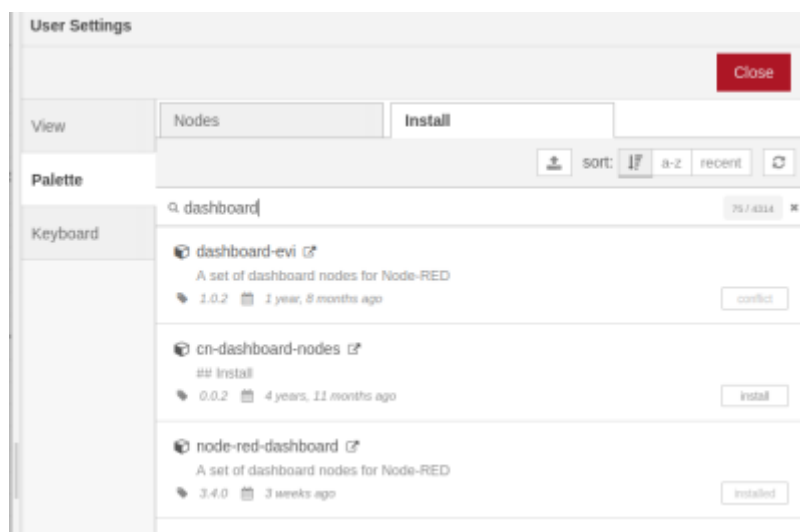 User Settings
Close
View
Palette
Keyboard
Nodes
Install
sort: a-z recent
dashboard
75 / 4314
dashboard-evi
A set of dashboard nodes for Node-RED
1.0.2 1 year, 8 months ago
conflict
cn-dashboard-nodes
## Install
0.0.2 4 years, 11 months ago
install
node-red-dashboard
A set of dashboard nodes for Node-RED
3.4.0 3 weeks ago
installed